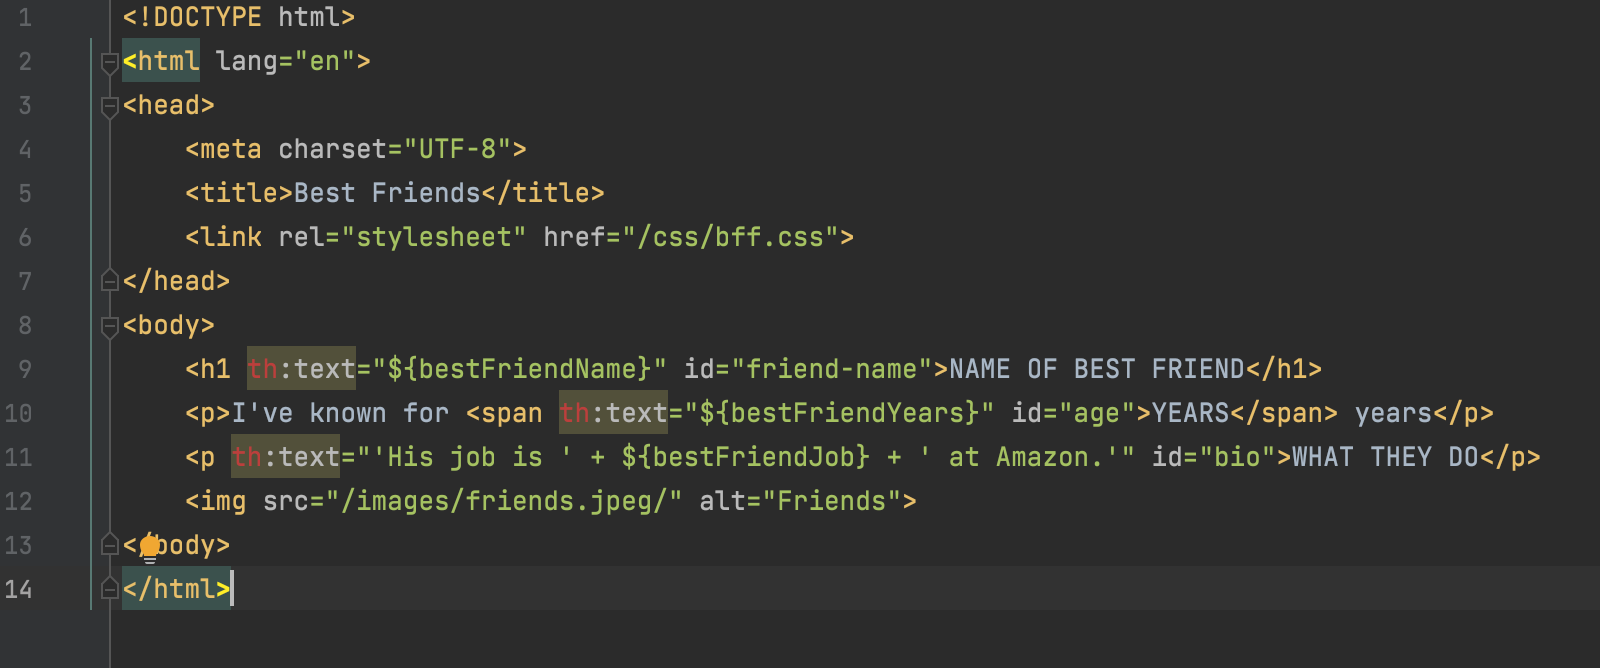 1 <!DOCTYPE html>
2 <html lang="en">
3 <head>
4     <meta charset="UTF-8">
5     <title>Best Friends</title>
6     <link rel="stylesheet" href="/css/bff.css">
7 </head>
8 <body>
9     <h1 th:text="${bestFriendName}" id="friend-name">NAME OF BEST FRIEND</h1>
10     <p>I've known for <span th:text="${bestFriendYears}" id="age">YEARS</span> years</p>
11     <p th:text="'His job is ' + ${bestFriendJob} + ' at Amazon.'" id="bio">WHAT THEY DO</p>
12     <img src="/images/friends.jpeg/" alt="Friends">
13 </body>
14 </html>